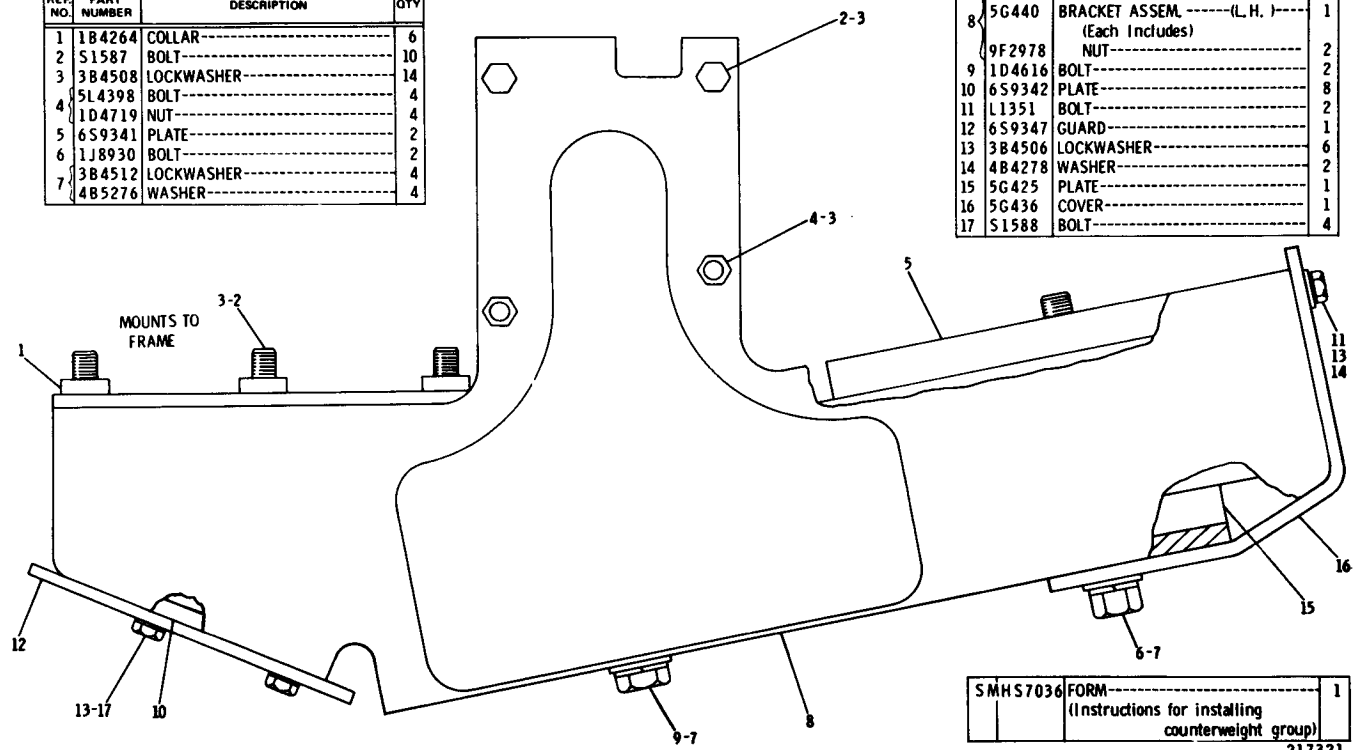 REF. NO. PART NUMBER DESCRIPTION QTY
1 1B4264 COLLAR 6
2 S1587 BOLT 10
3 3B4508 LOCKWASHER 14
4 5L4398 BOLT 4
1D4719 NUT 4
5 6S9341 PLATE 2
6 1J8930 BOLT 2
7 3B4512 LOCKWASHER 4
4B5276 WASHER 4
8 5G440 BRACKET ASSEM. ------(L.H.)---- 1
(Each Includes)
9F2978 NUT 2
9 1D4616 BOLT 2
10 6S9342 PLATE 8
11 L1351 BOLT 2
12 6S9347 GUARD 1
13 3B4506 LOCKWASHER 6
14 4B4278 WASHER 2
15 5G425 PLATE 1
16 5G436 COVER 1
17 S1588 BOLT 4
2-3
4-3
5
3-2
MOUNTS TO
FRAME
1
11
13
14
16
15
12
6-7
13-17
10
8
9-7
SMHS7036 FORM 1
(Instructions for installing
counterweight group)
217321